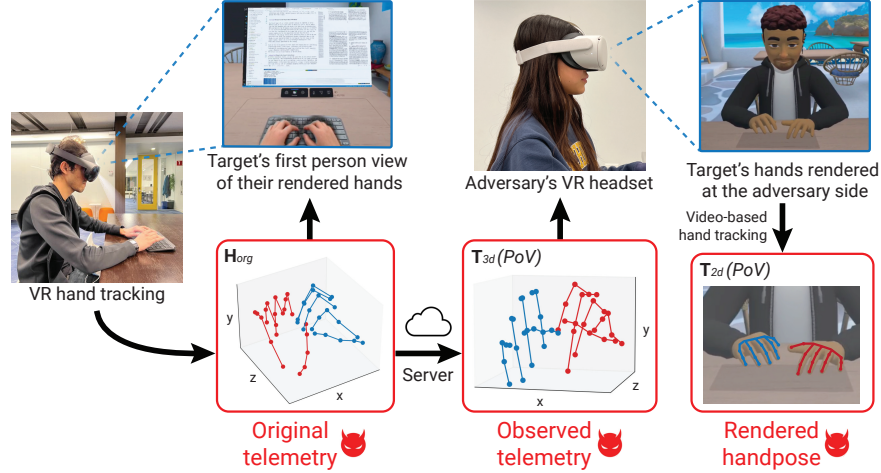 Target's first person view
of their rendered hands
Adversary's VR headset
Target's hands rendered
at the adversary side
Video-based
hand tracking
VR hand tracking
Horg
y
z
x
Server
T3d (PoV)
y
z
x
T2d (PoV)
Original
telemetry
Observed
telemetry
Rendered
handpose